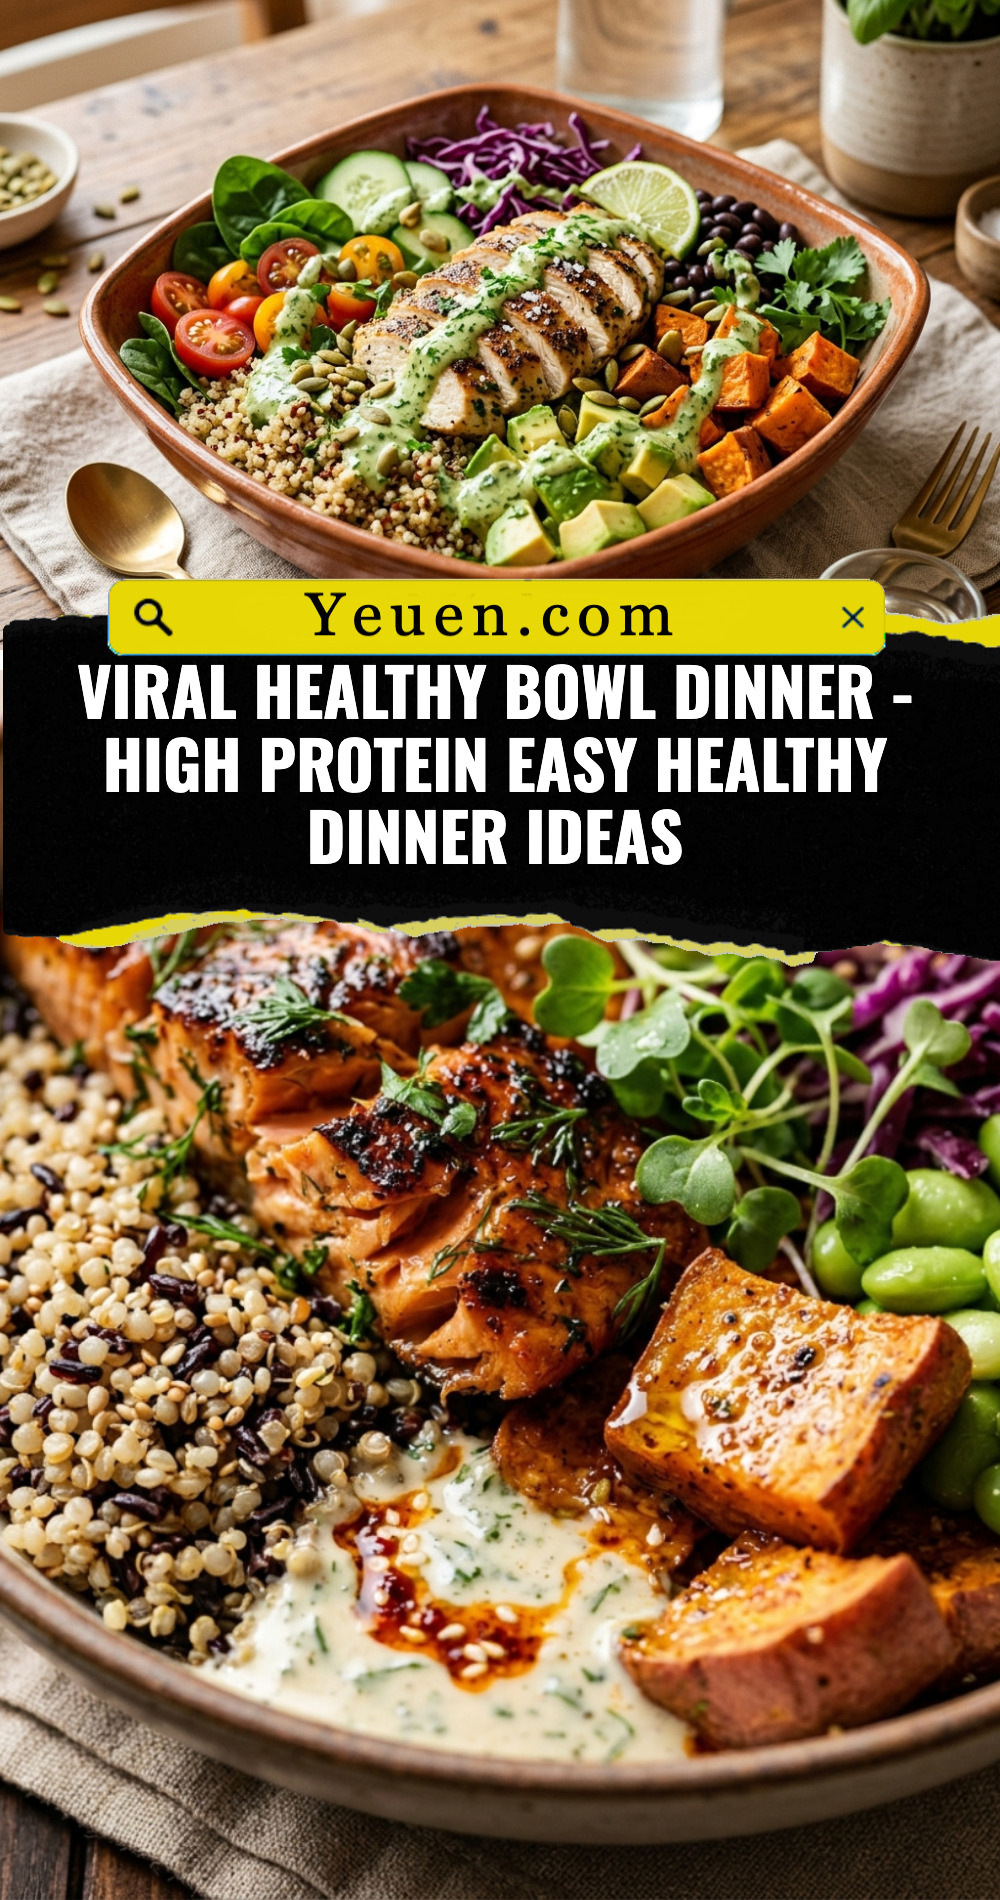 Yeuen.com
VIRAL HEALTHY BOWL DINNER -
HIGH PROTEIN EASY HEALTHY
DINNER IDEAS